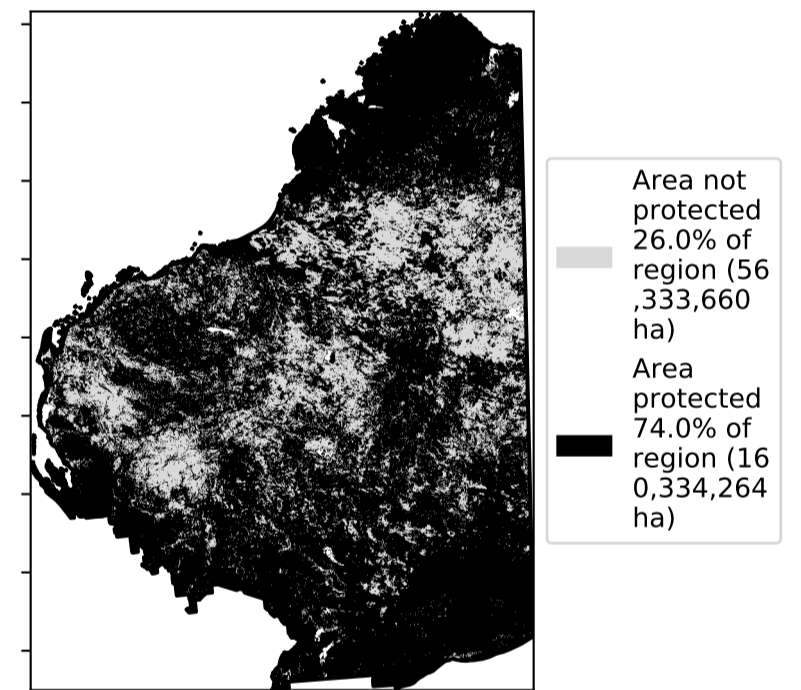 Area not
protected
26.0% of
region (56
,333,660
ha)
Area
protected
74.0% of
region (16
0,334,264
ha)